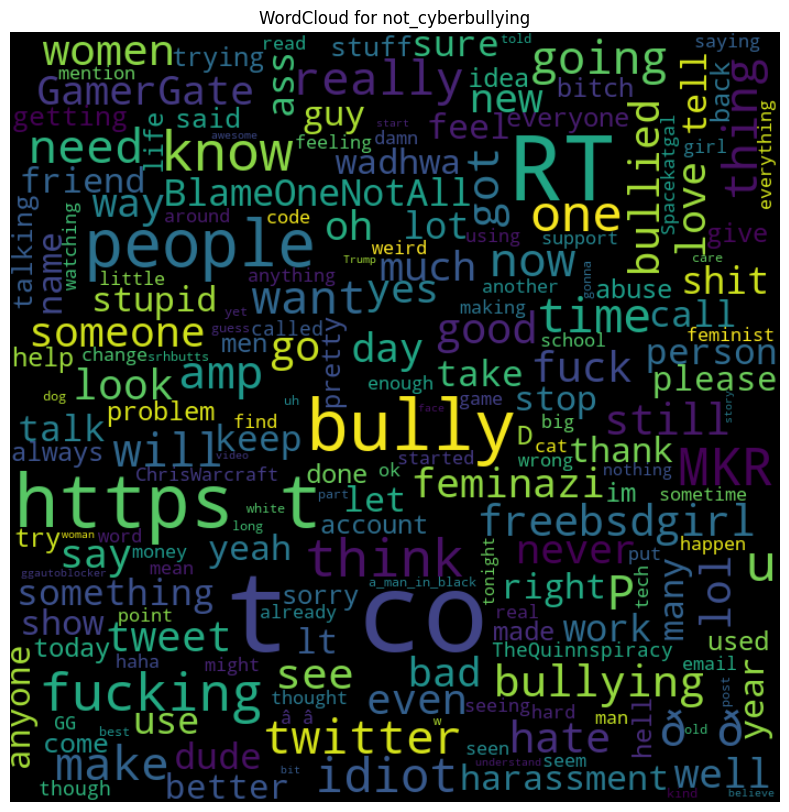 WordCloud for not_cyberbullying
women
trying
read
stuff
sure
told
going
saying
mention
GamerGate
ass
really
idea
new
bitch
tell
back
thing
getting
life
said
guy
feel
everyone
girl
everything
need
know
start
awesome
feeling
damn
RT
bullied
love
Spacekatgal
friend
way
BlameOneNotAll
wadhwa
got
one
give
talking
name
watching
around
code
oh
lot
using
support
care
people
Trump
weird
much
now
another
gonna
abuse
shit
little
anything
want
yes
making
time
call
stupid
yet
someone
guess
called
men
go
day
good
school
feminist
help
change
srhbutts
pretty
person
look
amp
enough
take
fuck
please
dog
uh
game
stop
problem
find
face
big
story
still
talk
will
keep
bully
D
cat
thank
always
video
started
wrong
nothing
MKR
ChrisWarcraft
done
ok
https t
white
part
let
feminazi
im
sometime
long
account
freebsdgirl
try
woman
word
yeah
think
never
put
happen
say
money
mean
ggautoblocker
a_man_in_black
tonight
right
P
tech
u
something
t co
sorry
already
real
many
lol
show
point
tweet
lt
made
work
used
today
haha
might
see
bad
TheQuinnspiracy
email
anyone
fucking
thought
even
bullying
post
year
GG
use
â â
seeing
hard
man
hell
ð ð
old
come
best
twitter
w
hate
make
dude
seen
seem
though
better
bit
idiot
understand
harassment
kind
well
believe